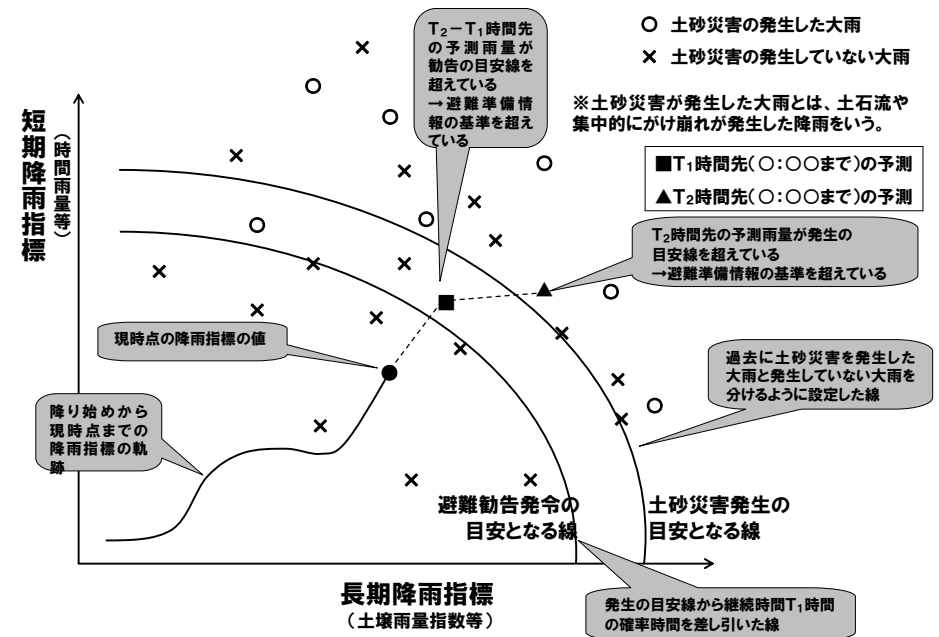 T₂－T₁時間先
の予測雨量が
勧告の目安線を
超えている
→避難準備情
報の基準を超え
ている
○ 土砂災害の発生した大雨
× 土砂災害の発生していない大雨
※土砂災害が発生した大雨とは、土石流や
集中的にがけ崩れが発生した降雨をいう。
■T₁時間先(○:○○まで)の予測
▲T₂時間先(○:○○まで)の予測
短期降雨指標
(時間雨量等)
T₂時間先の予測雨量が発生の
目安線を超えている
→避難準備情報の基準を超えている
現時点の降雨指標の値
過去に土砂災害を発生した
大雨と発生していない大雨を
分けるように設定した線
降り始めから
現時点までの
降雨指標の軌
跡
避難勧告発令の
目安となる線
土砂災害発生の
目安となる線
長期降雨指標
(土壌雨量指数等)
発生の目安線から継続時間T₁時間
の確率時間を差し引いた線